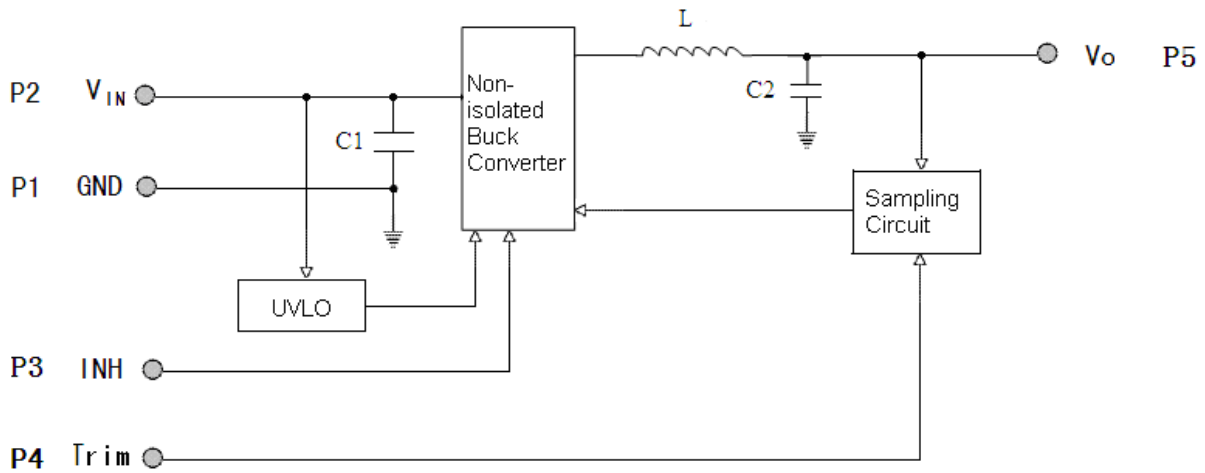 L
Vo P5
Non-
isolated
Buck
Converter
C2
P2 VIN
C1
P1 GND
Sampling
Circuit
UVLO
P3 INH
P4 Trim